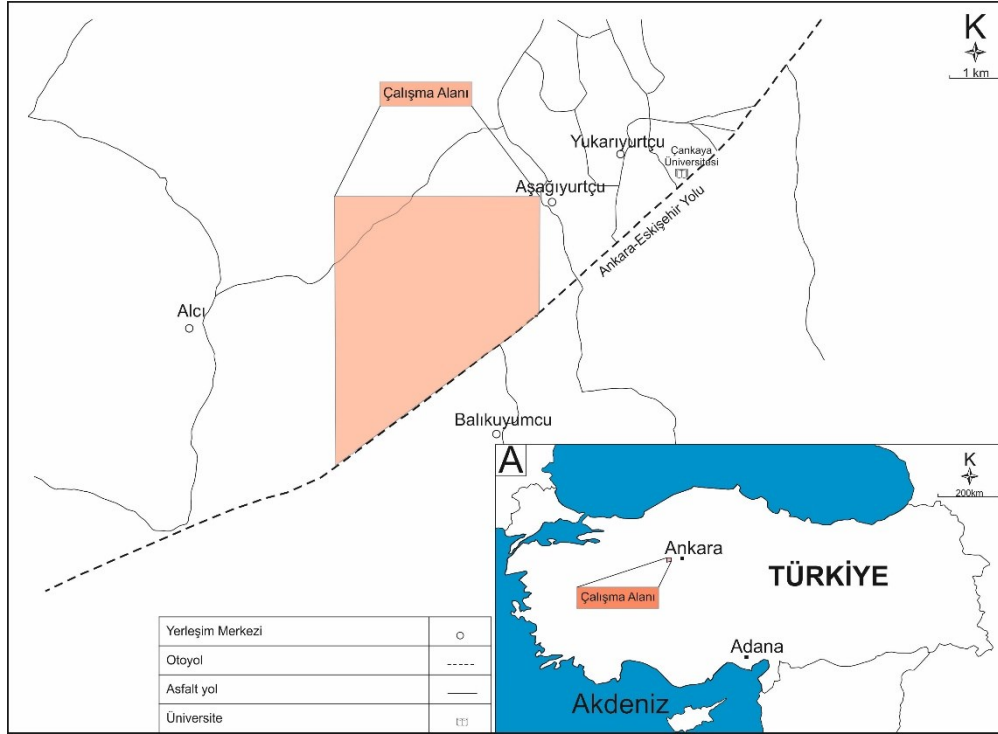 K
1 km
Çalışma Alanı
Yukarıyurtçu
Çankaya
Üniversitesi
Aşağıyurtçu
Ankara-Eskişehir Yolu
Alcı
Balıkuyumcu
A
K
200km
Ankara
Çalışma Alanı
TÜRKİYE
Adana
Akdeniz
Yerleşim Merkezi
Otoyol
Asfalt yol
Üniversite